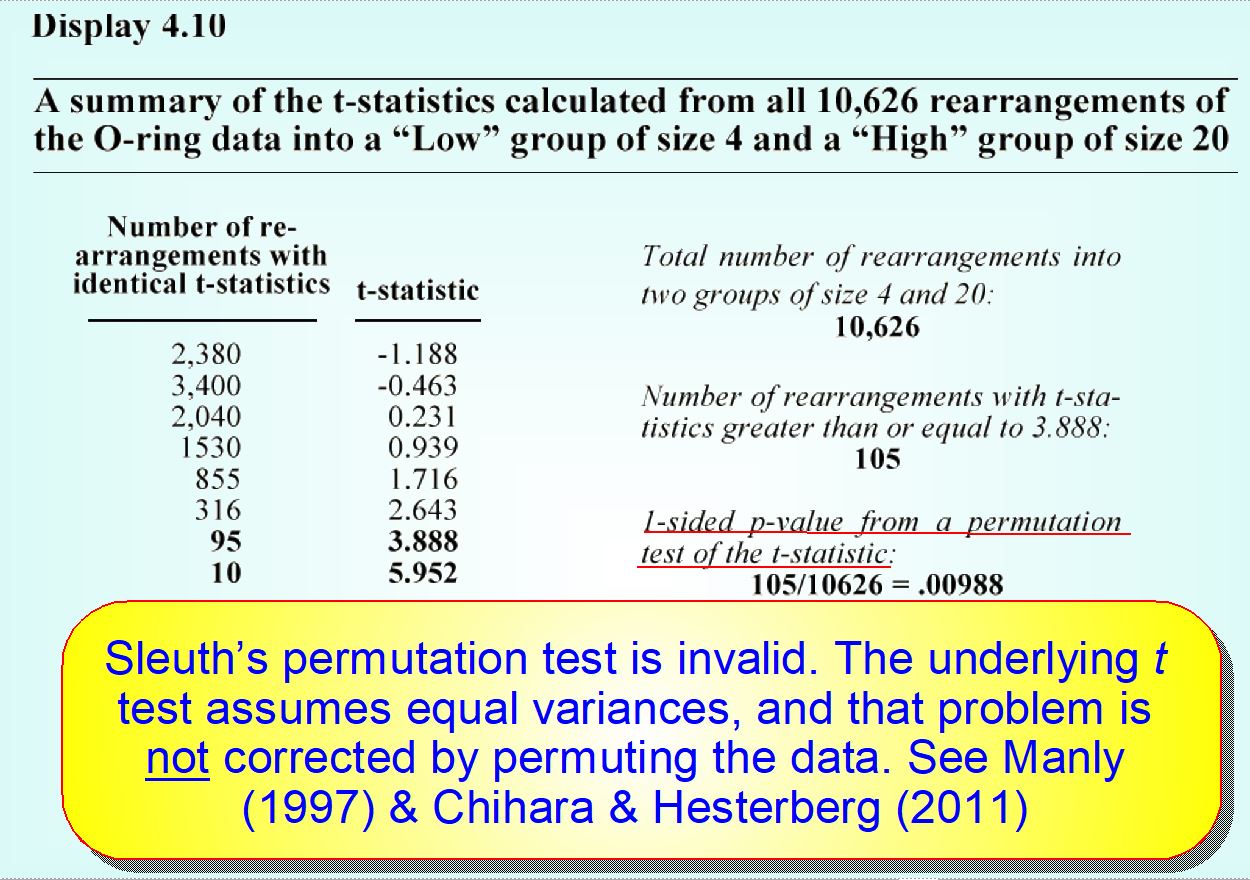 Display 4.10
A summary of the t-statistics calculated from all 10,626 rearrangements of
the O-ring data into a “Low” group of size 4 and a “High” group of size 20
Number of re-
arrangements with
identical t-statistics
t-statistic
2,380 -1.188
3,400 -0.463
2,040 0.231
1530 0.939
855 1.716
316 2.643
95 3.888
10 5.952
Total number of rearrangements into
two groups of size 4 and 20:
10,626
Number of rearrangements with t-sta-
tistics greater than or equal to 3.888:
105
1-sided p-value from a permutation
test of the t-statistic:
105/10626 = .00988
Sleuth’s permutation test is invalid. The underlying t
test assumes equal variances, and that problem is
not corrected by permuting the data. See Manly
(1997) & Chihara & Hesterberg (2011)